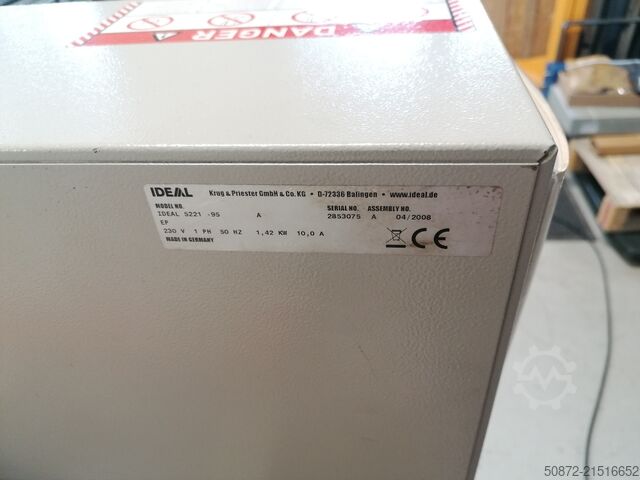 DANGER
IDEAL Krug & Priester GmbH & Co. KG • D-72336 Balingen • www.ideal.de
MODEL NO. SERIAL NO. ASSEMBLY NO.
IDEAL 5221 -95 A 2853075 A 04/2008
EP
230 V 1 PH 50 HZ 1,42 KW 10,0 A
MADE IN GERMANY
CE
50872-21516652